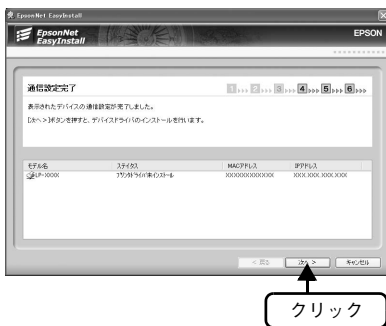 EpsonNet EasyInstall
EpsonNet
EasyInstall
EPSON
通信設定完了
1 2 3 4 5 6
表示されたデバイスの通信設定が完了しました。
[次へ >]ボタンを押すと、デバイスドライバのインストールを行います。
モデル名 ステイタス MACアドレス IPアドレス
LP-XXXX プリンタドライバ未インストール XXXXXXXXXXXX XXX.XXX.XXX.XXX
< 戻る 次へ > キャンセル
クリック